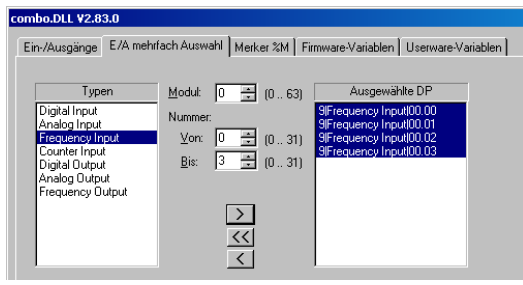 combo.DLL V2.83.0
Ein-/Ausgänge E/A mehrfach Auswahl Merker %M Firmware-Variablen Userware-Variablen
Typen
Digital Input
Analog Input
Frequency Input
Counter Input
Digital Output
Analog Output
Frequency Output
Modul: 0 (0 .. 63)
Nummer:
Von: 0 (0 .. 31)
Bis: 3 (0 .. 31)
>
<<
<
Ausgewählte DP
9|Frequency Input|00.00
9|Frequency Input|00.01
9|Frequency Input|00.02
9|Frequency Input|00.03